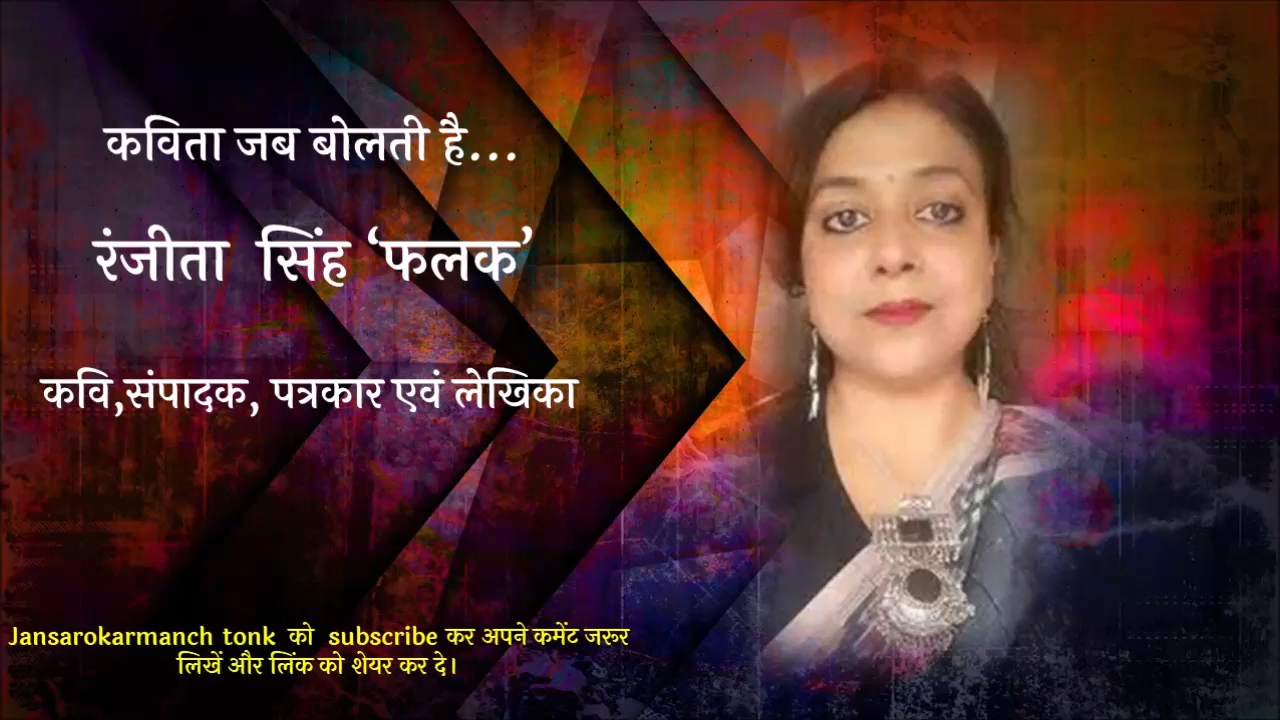 कविता जब बोलती है...
रंजीता सिंह ‘फलक’
कवि,संपादक, पत्रकार एवं लेखिका
Jansarokarmanch tonk को subscribe कर अपने कमेंट जरूर
लिखें और लिंक को शेयर कर दे।